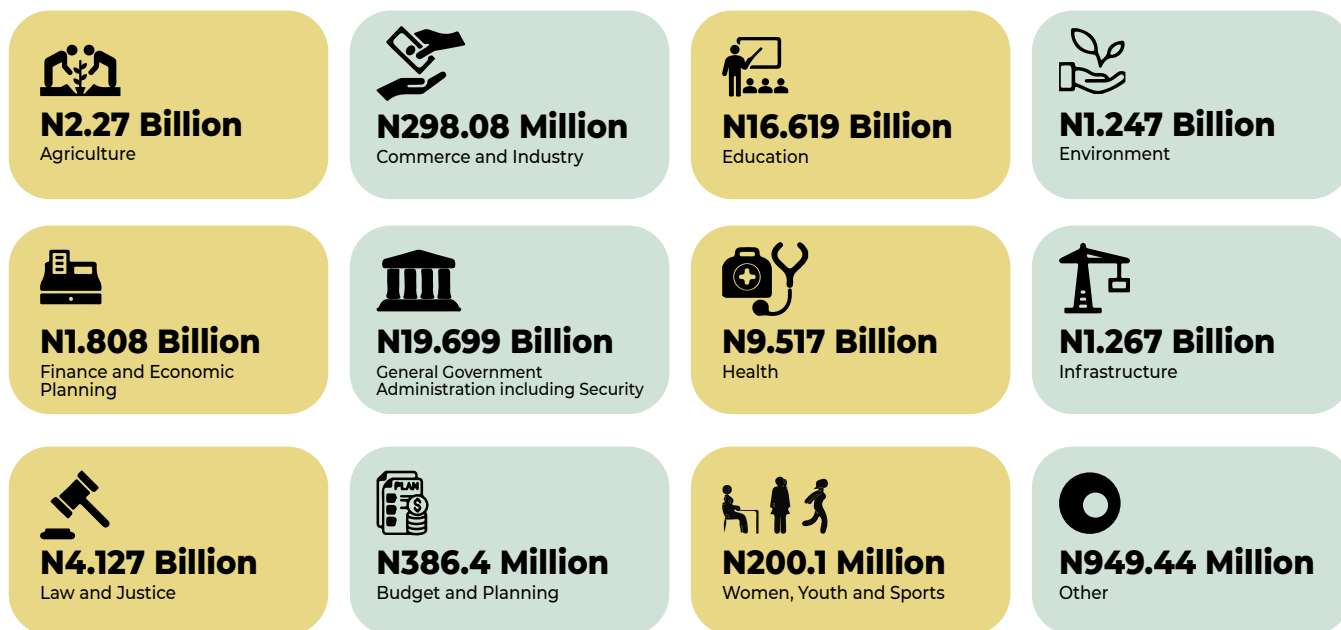 N2.27 Billion
Agriculture
N298.08 Million
Commerce and Industry
N16.619 Billion
Education
N1.247 Billion
Environment
N1.808 Billion
Finance and Economic
Planning
N19.699 Billion
General Government
Administration including Security
N9.517 Billion
Health
N1.267 Billion
Infrastructure
N4.127 Billion
Law and Justice
PLAN
$
N386.4 Million
Budget and Planning
N200.1 Million
Women, Youth and Sports
N949.44 Million
Other